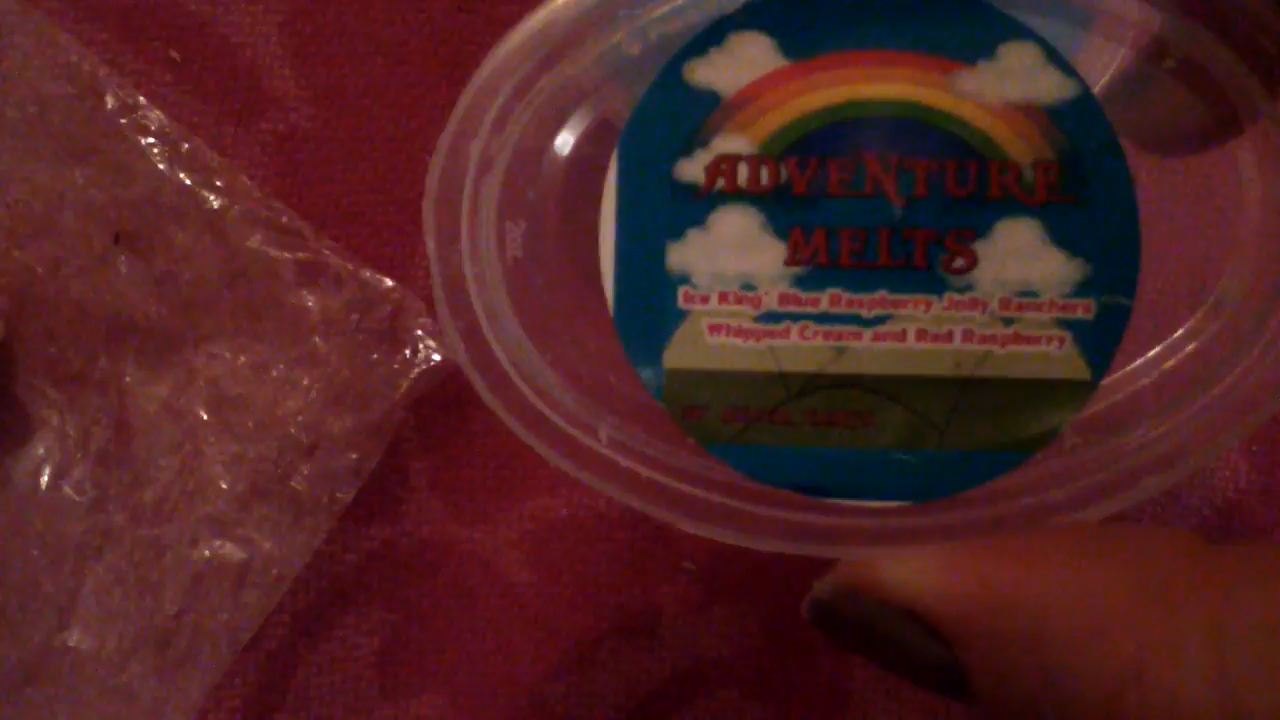 ADVENTURE
MELTS
Ice King' Blue Raspberry Jolly Ranchers
Whipped Cream and Red Raspberry